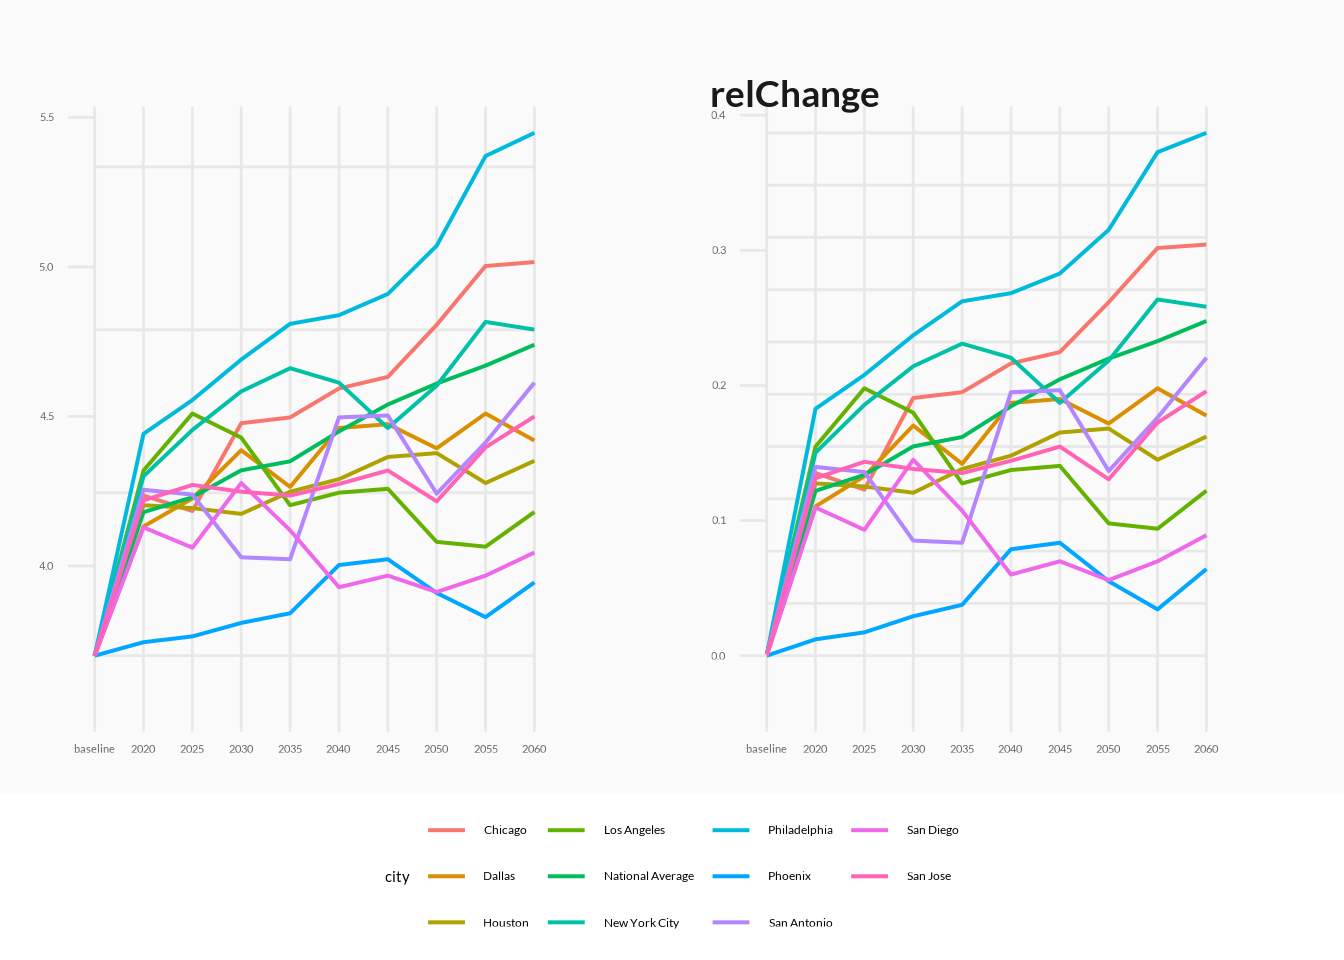 relChange
5.5
5.0
4.5
4.0
baseline 2020 2025 2030 2035 2040 2045 2050 2055 2060
0.4
0.3
0.2
0.1
0.0
baseline 2020 2025 2030 2035 2040 2045 2050 2055 2060
city
Chicago Los Angeles Philadelphia San Diego
Dallas National Average Phoenix San Jose
Houston New York City San Antonio